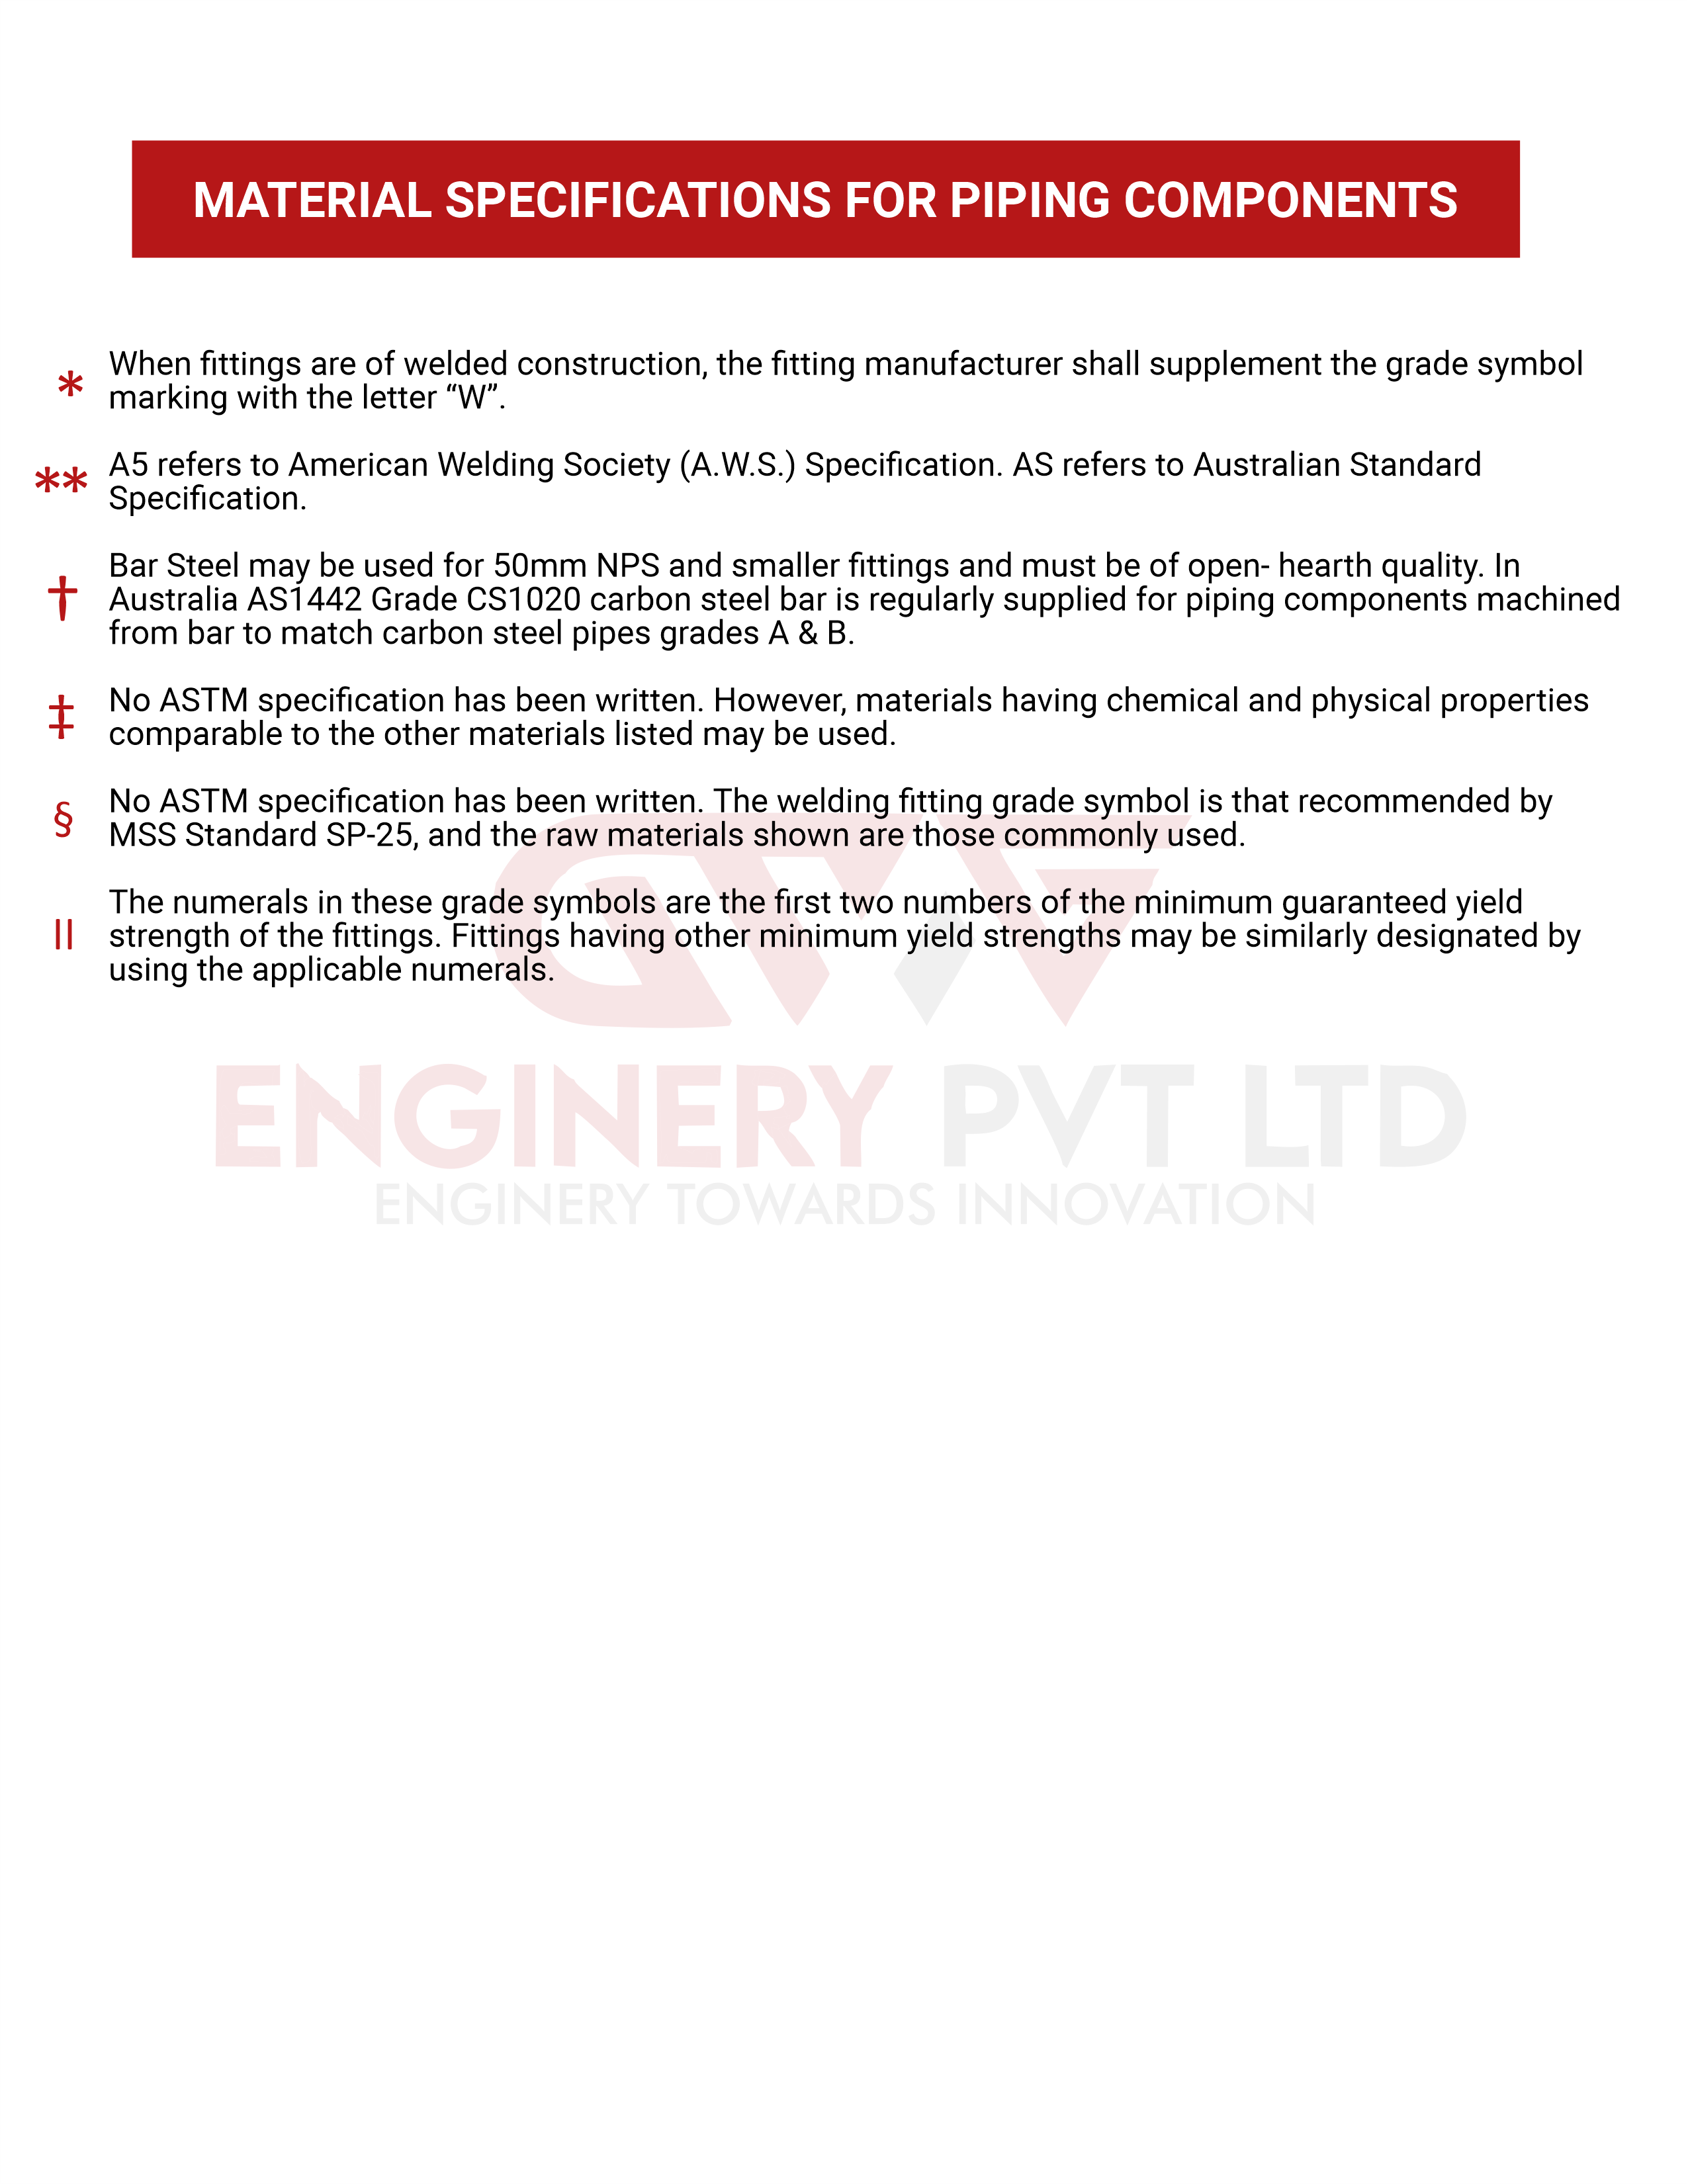 MATERIAL SPECIFICATIONS FOR PIPING COMPONENTS
* When fittings are of welded construction, the fitting manufacturer shall supplement the grade symbol
marking with the letter “W”.
** A5 refers to American Welding Society (A.W.S.) Specification. AS refers to Australian Standard
Specification.
† Bar Steel may be used for 50mm NPS and smaller fittings and must be of open- hearth quality. In
Australia AS1442 Grade CS1020 carbon steel bar is regularly supplied for piping components machined
from bar to match carbon steel pipes grades A & B.
‡ No ASTM specification has been written. However, materials having chemical and physical properties
comparable to the other materials listed may be used.
§ No ASTM specification has been written. The welding fitting grade symbol is that recommended by
MSS Standard SP-25, and the raw materials shown are those commonly used.
|| The numerals in these grade symbols are the first two numbers of the minimum guaranteed yield
strength of the fittings. Fittings having other minimum yield strengths may be similarly designated by
using the applicable numerals.
ENGINERY PVT LTD
ENGINERY TOWARDS INNOVATION